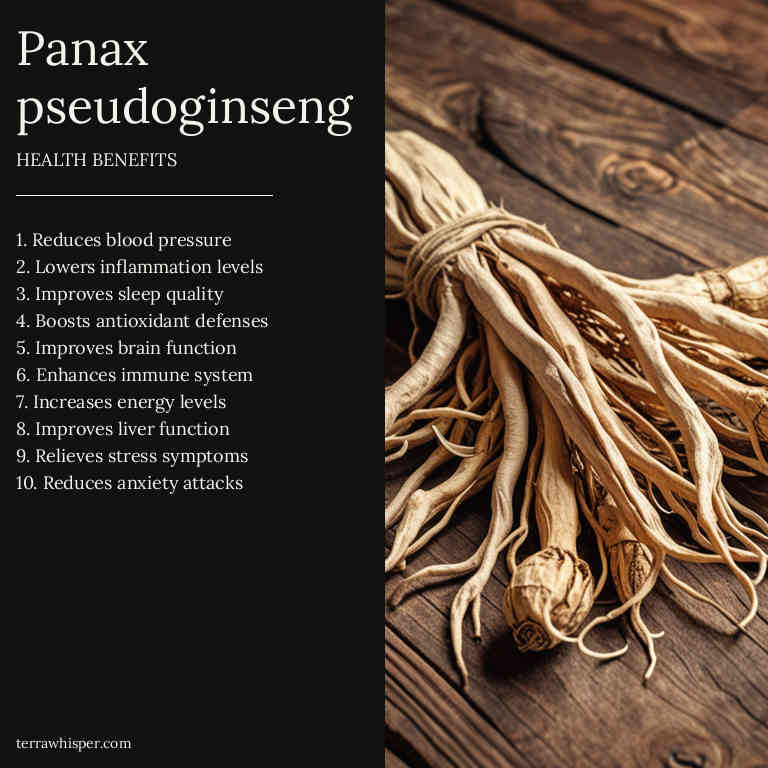 Panax
pseudoginseng
HEALTH BENEFITS
1. Reduces blood pressure
2. Lowers inflammation levels
3. Improves sleep quality
4. Boosts antioxidant defenses
5. Improves brain function
6. Enhances immune system
7. Increases energy levels
8. Improves liver function
9. Relieves stress symptoms
10. Reduces anxiety attacks
terrawhisper.com